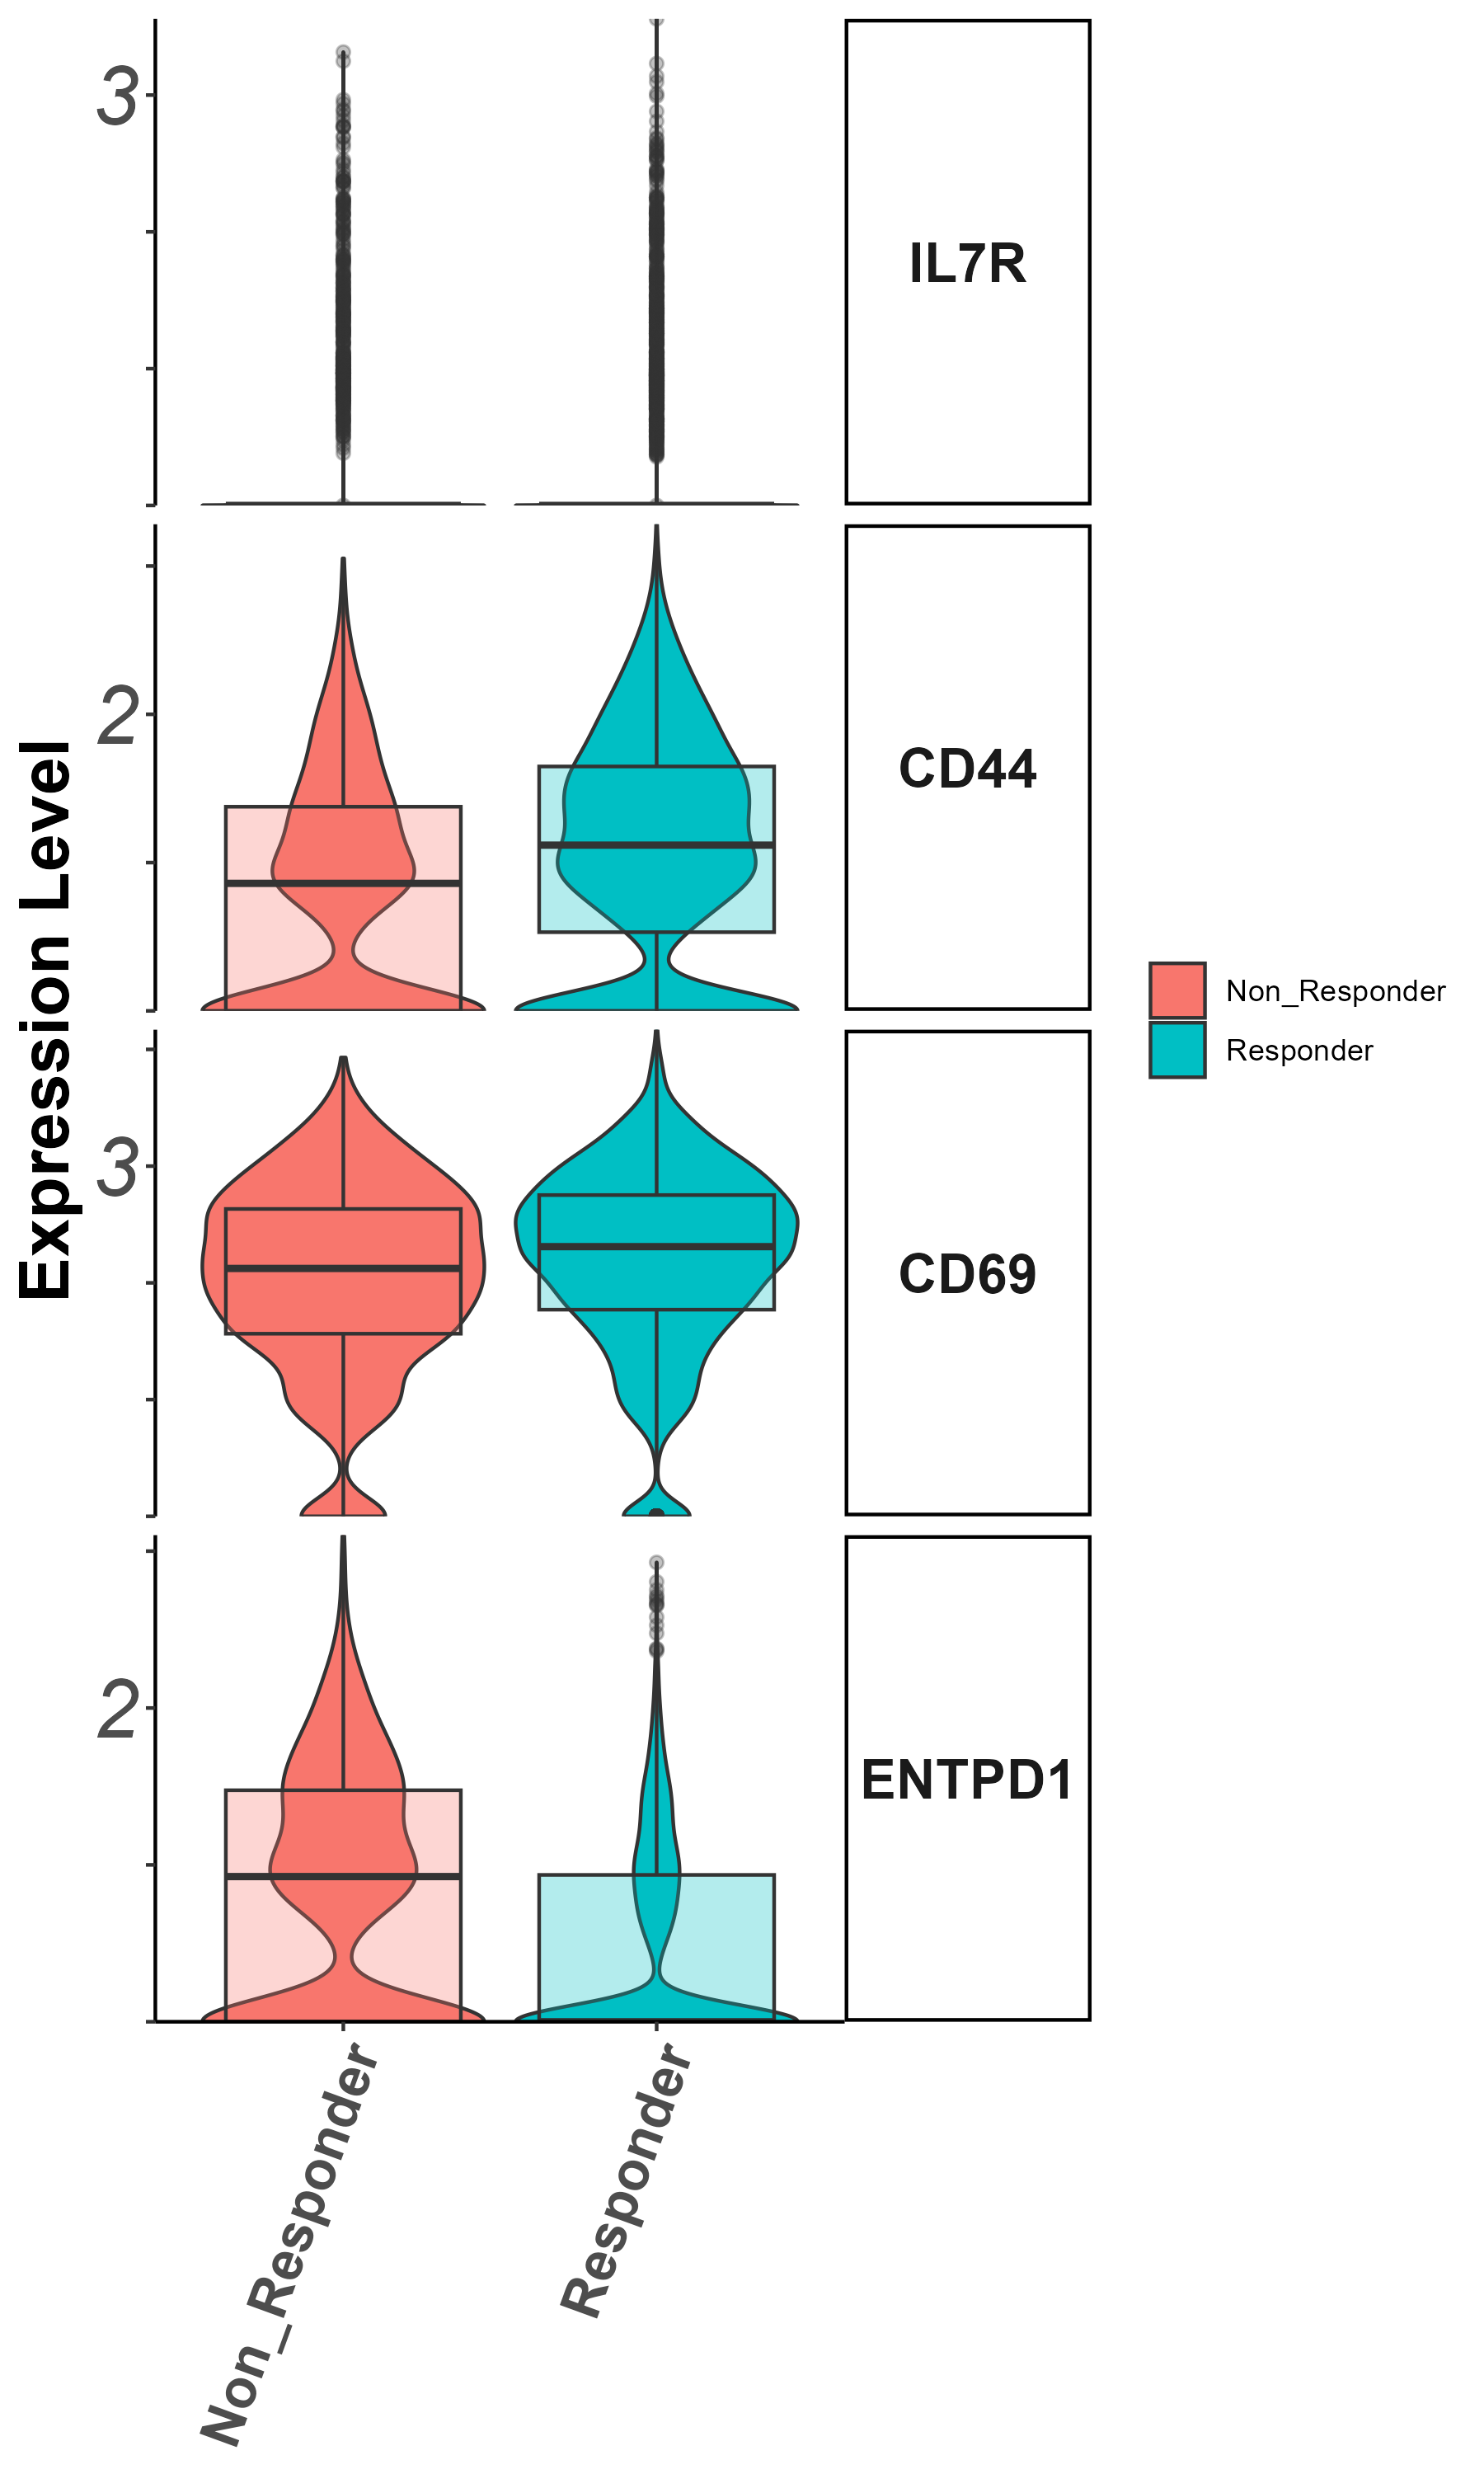 Expression Level
3
IL7R
2
CD44
3
CD69
2
ENTPD1
Non_Responder
Responder
Non_Responder
Responder